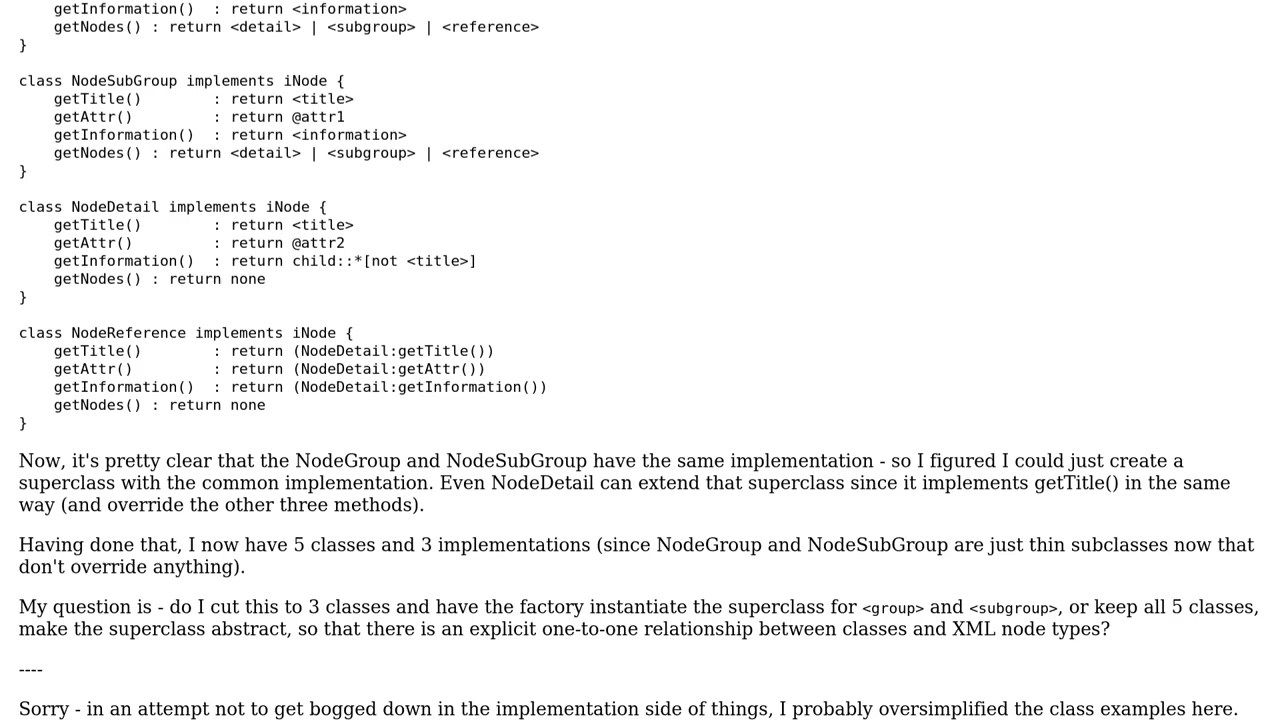 getInformation()  : return <information>
getNodes() : return <detail> | <subgroup> | <reference>
}
class NodeSubGroup implements iNode {
getTitle()        : return <title>
getAttr()         : return @attr1
getInformation()  : return <information>
getNodes() : return <detail> | <subgroup> | <reference>
}
class NodeDetail implements iNode {
getTitle()        : return <title>
getAttr()         : return @attr2
getInformation()  : return child::*[not <title>]
getNodes() : return none
}
class NodeReference implements iNode {
getTitle()        : return (NodeDetail:getTitle())
getAttr()         : return (NodeDetail:getAttr())
getInformation()  : return (NodeDetail:getInformation())
getNodes() : return none
}
Now, it's pretty clear that the NodeGroup and NodeSubGroup have the same implementation - so I figured I could just create a
superclass with the common implementation. Even NodeDetail can extend that superclass since it implements getTitle() in the same
way (and override the other three methods).
Having done that, I now have 5 classes and 3 implementations (since NodeGroup and NodeSubGroup are just thin subclasses now that
don't override anything).
My question is - do I cut this to 3 classes and have the factory instantiate the superclass for <group> and <subgroup>, or keep all 5 classes,
make the superclass abstract, so that there is an explicit one-to-one relationship between classes and XML node types?
----
Sorry - in an attempt not to get bogged down in the implementation side of things, I probably oversimplified the class examples here.